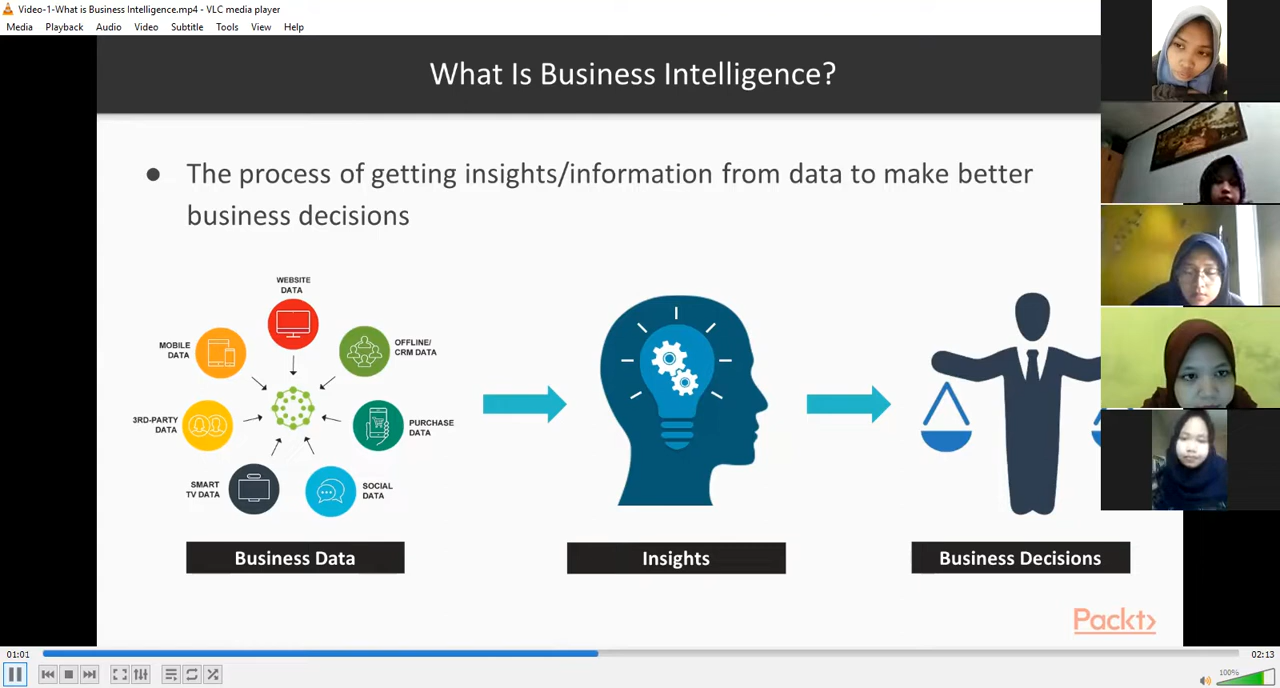 Video-1-What is Business Intelligence.mp4 - VLC media player
Media Playback Audio Video Subtitle Tools View Help
What Is Business Intelligence?
● The process of getting insights/information from data to make better
business decisions
WEBSITE
DATA
MOBILE
DATA
OFFLINE/
CRM DATA
3RD-PARTY
DATA
PURCHASE
DATA
SMART
TV DATA
SOCIAL
DATA
Business Data
Insights
Business Decisions
Packt>
01:01
02:13
100%